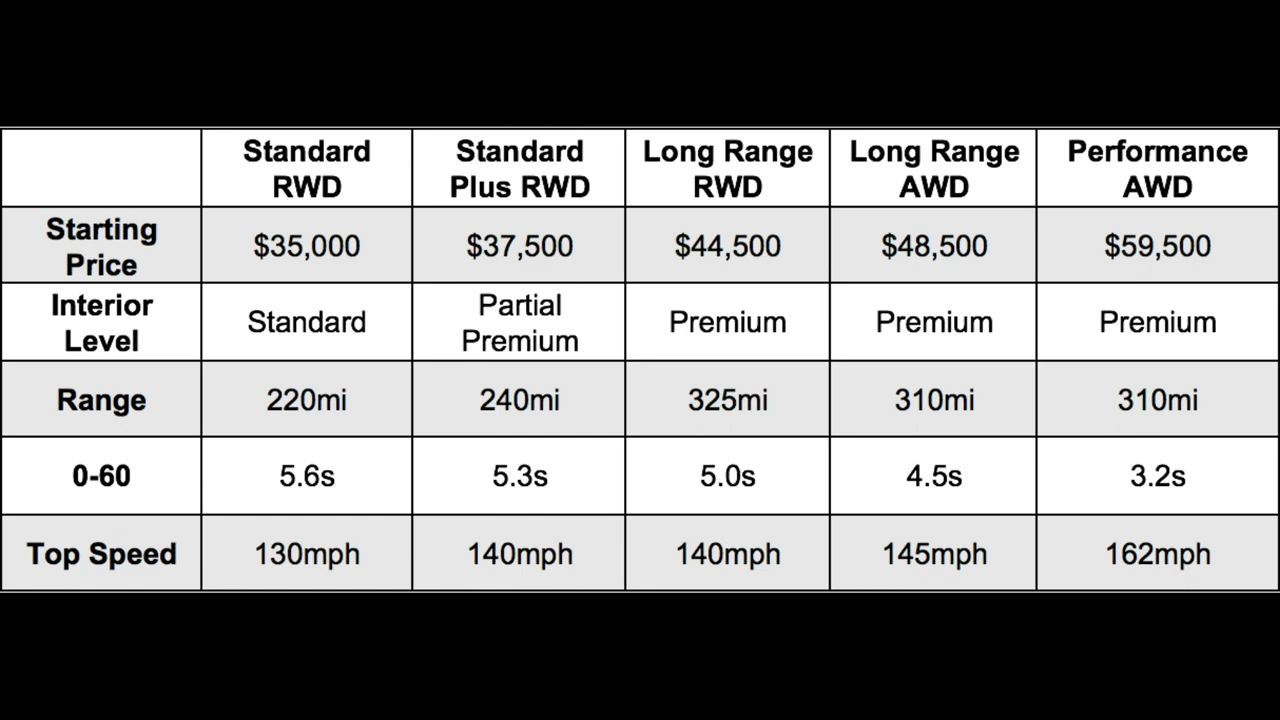 Standard RWD Standard Plus RWD Long Range RWD Long Range AWD Performance AWD
Starting Price $35,000 $37,500 $44,500 $48,500 $59,500
Interior Level Standard Partial Premium Premium Premium Premium
Range 220mi 240mi 325mi 310mi 310mi
0-60 5.6s 5.3s 5.0s 4.5s 3.2s
Top Speed 130mph 140mph 140mph 145mph 162mph